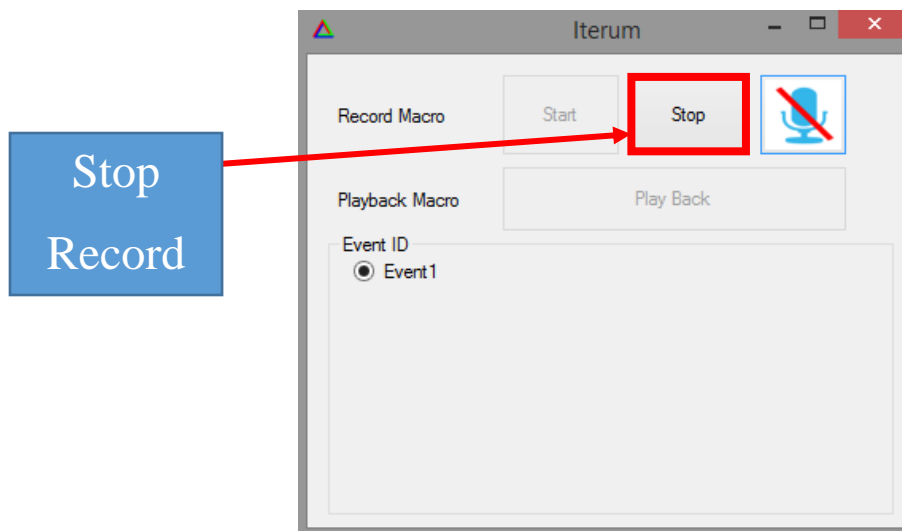 Iterum
Record Macro
Start
Stop
Stop
Record
Playback Macro
Play Back
Event ID
Event1